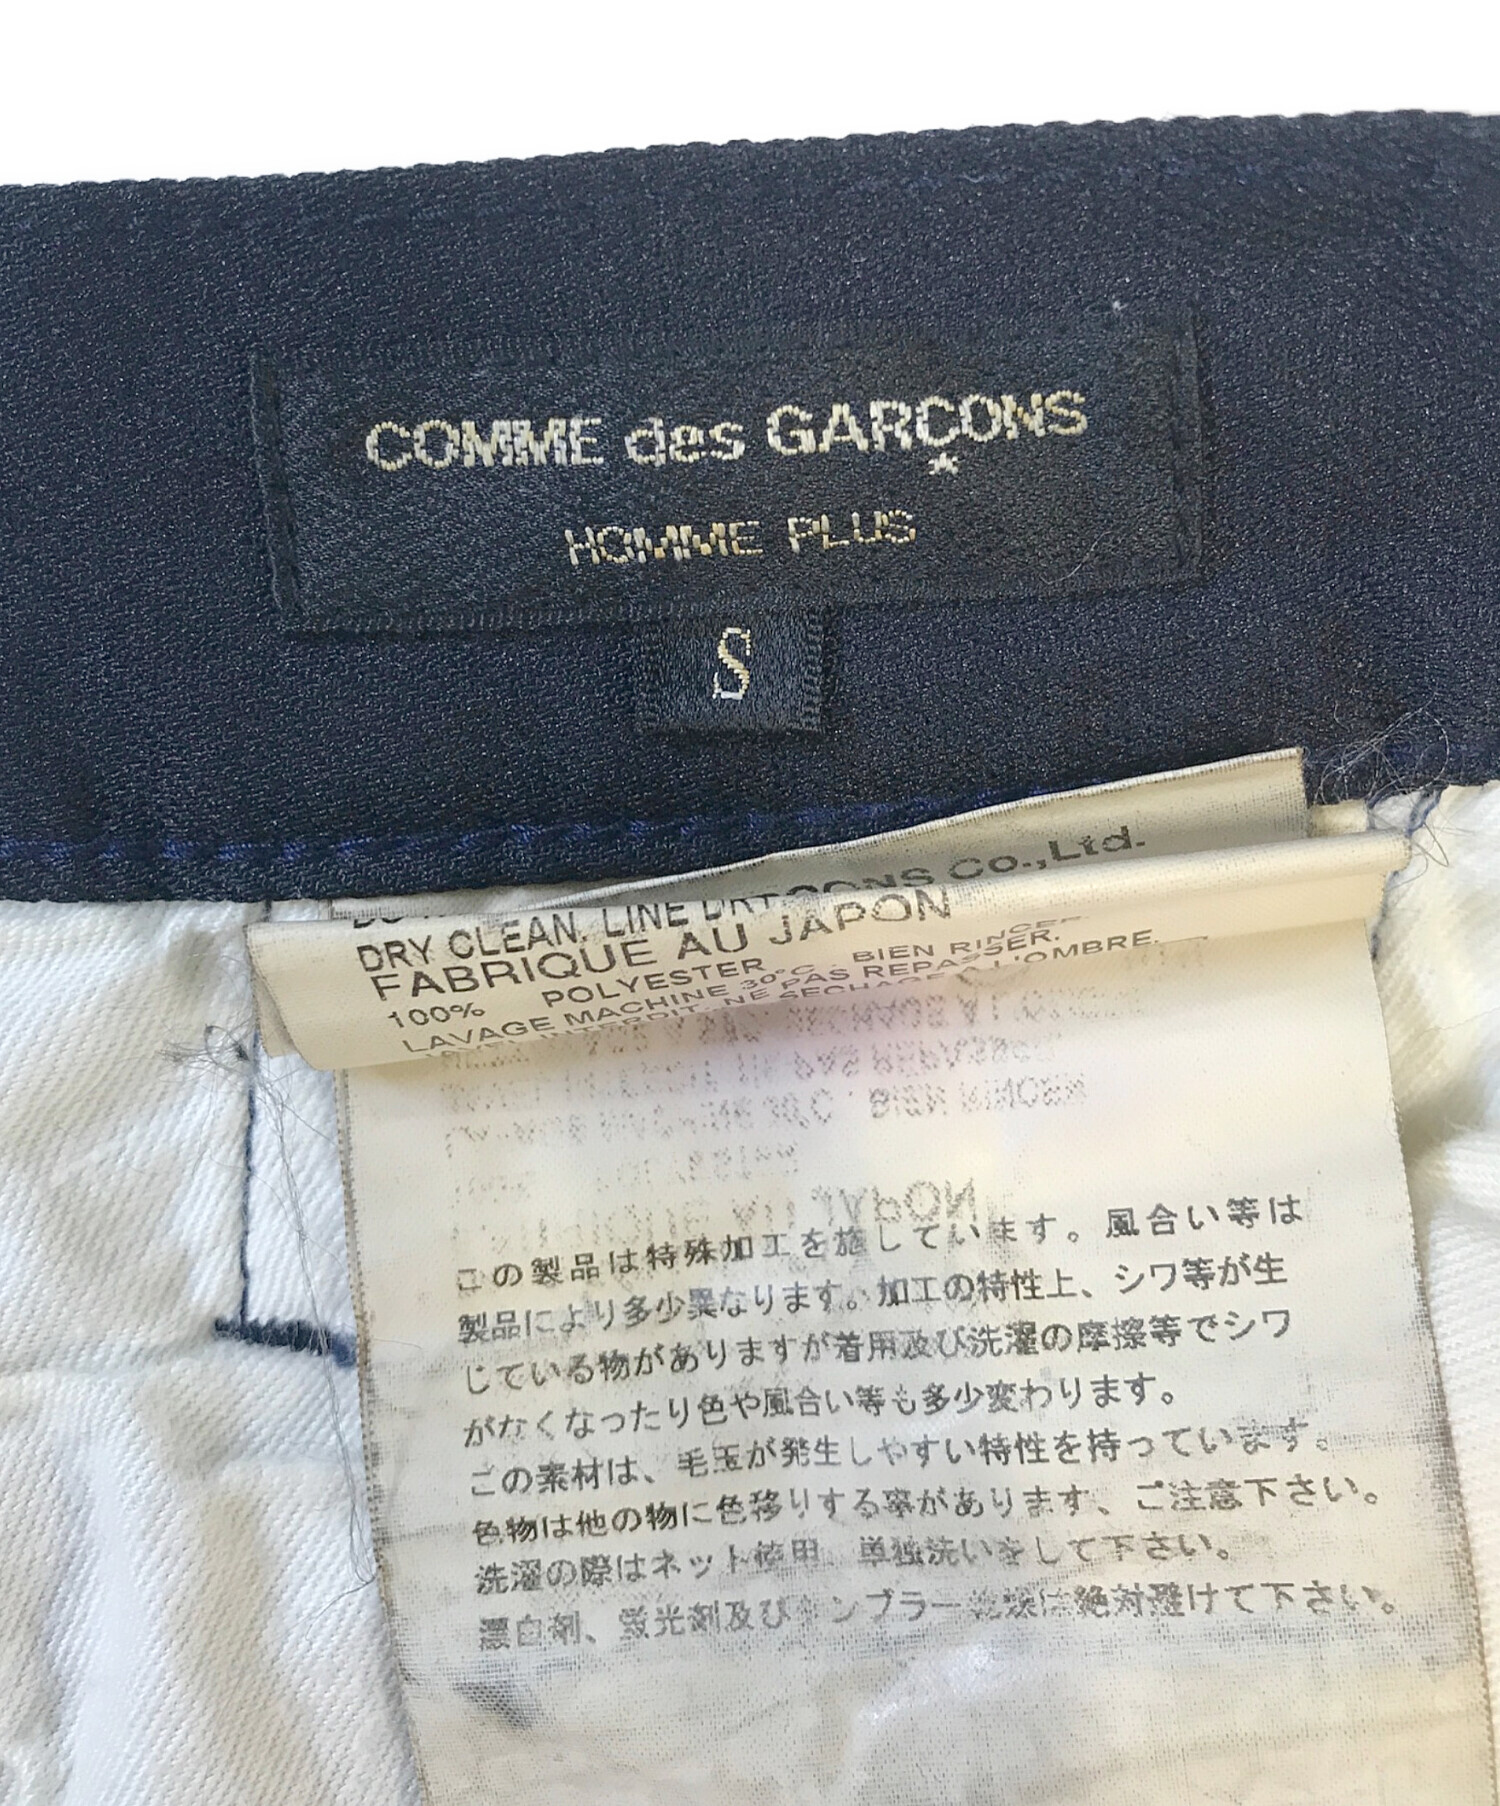 COMME des GARÇONS
HOMME PLUS
S
CONS Co.,Ltd.
DRY CLEAN. LINE DRY
FABRIQUE AU JAPON
100% POLYESTER
LAVAGE MACHINE 30°C · BIEN RINCER
NE PAS REPASSER.
SECHAGE A L'OMBRE.
この製品は特殊加工を施しています。風合い等は
製品により多少異なります。加工の特性上、シワ等が生
じている物がありますが着用及び洗濯の摩擦等でシワ
がなくなったり色や風合い等も多少変わります。
この素材は、毛玉が発生しやすい特性を持っています。
色物は他の物に色移りする事があります、ご注意下さい。
洗濯の際はネット使用、単独洗いをして下さい。
漂白剤、蛍光剤及びタンブラー乾燥は絶対避けて下さい。